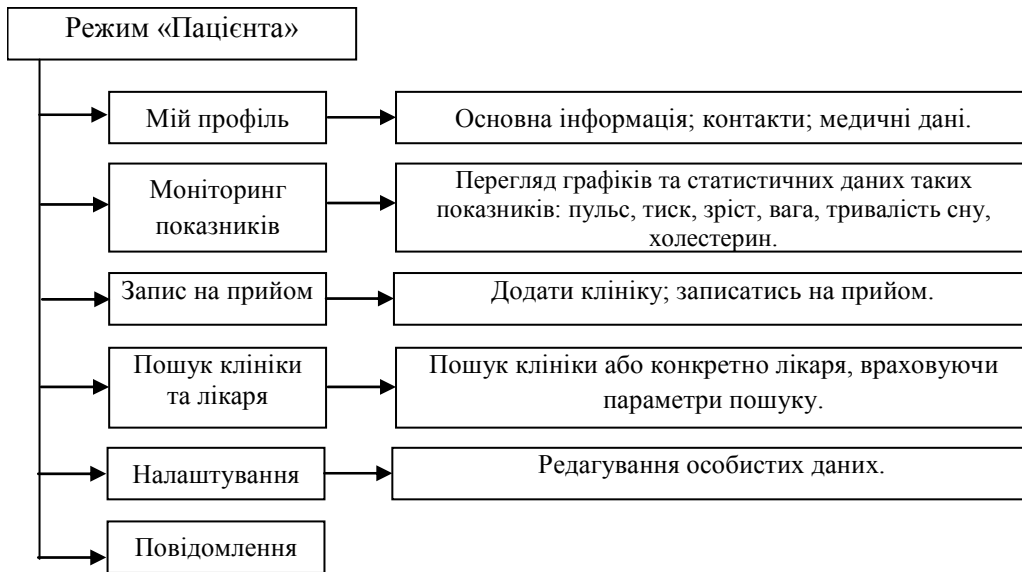 Режим «Пацієнта»
Мій профіль
Основна інформація; контакти; медичні дані.
Моніторинг
показників
Перегляд графіків та статистичних даних таких
показників: пульс, тиск, зріст, вага, тривалість сну,
холестерин.
Запис на прийом
Додати клініку; записатись на прийом.
Пошук клініки
та лікаря
Пошук клініки або конкретно лікаря, враховуючи
параметри пошуку.
Налаштування
Редагування особистих даних.
Повідомлення